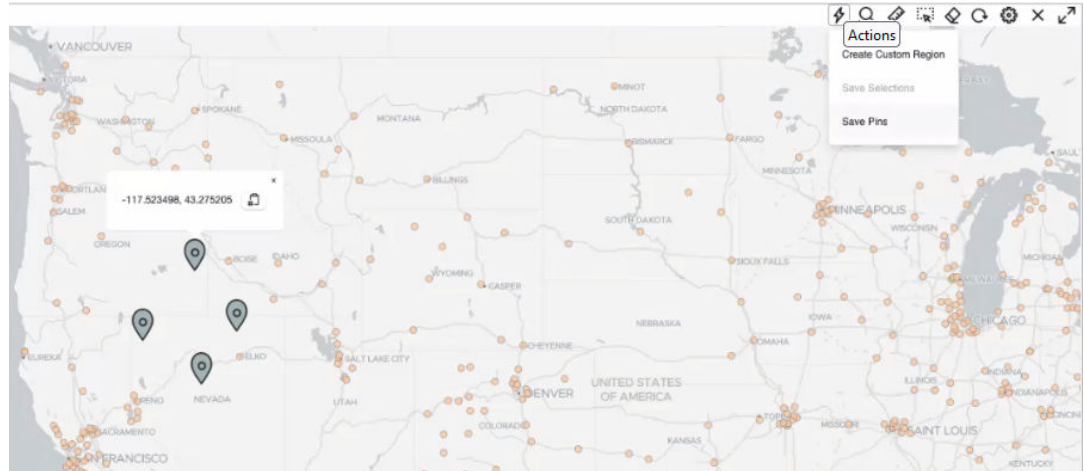 Actions
Create Custom Region
Save Selections
Save Pins
VANCOUVER
VICTORIA
SPOKANE
WASHINGTON
MONTANA
MISSOULA
MINOT
NORTH DAKOTA
BISMARCK
FARGO
MINNESOTA
SAULT
-117.523498, 43.275205
BILLINGS
SALEM
SOUTH DAKOTA
MINNEAPOLIS
WISCONSIN
OREGON
BOISE
IDAHO
SIOUX FALLS
MICHIGAN
WYOMING
CASPER
MILWAUKEE
NEBRASKA
IOWA
CHICAGO
EUREKA
ELKO
SALT LAKE CITY
CHEYENNE
OMAHA
UNITED STATES
OF AMERICA
DENVER
ILLINOIS
INDIANA
INDIANAPOLIS
RENO
NEVADA
UTAH
COLORADO
KANSAS
MISSOURI
SAINT LOUIS
SACRAMENTO
SAN FRANCISCO
KENTUCKY